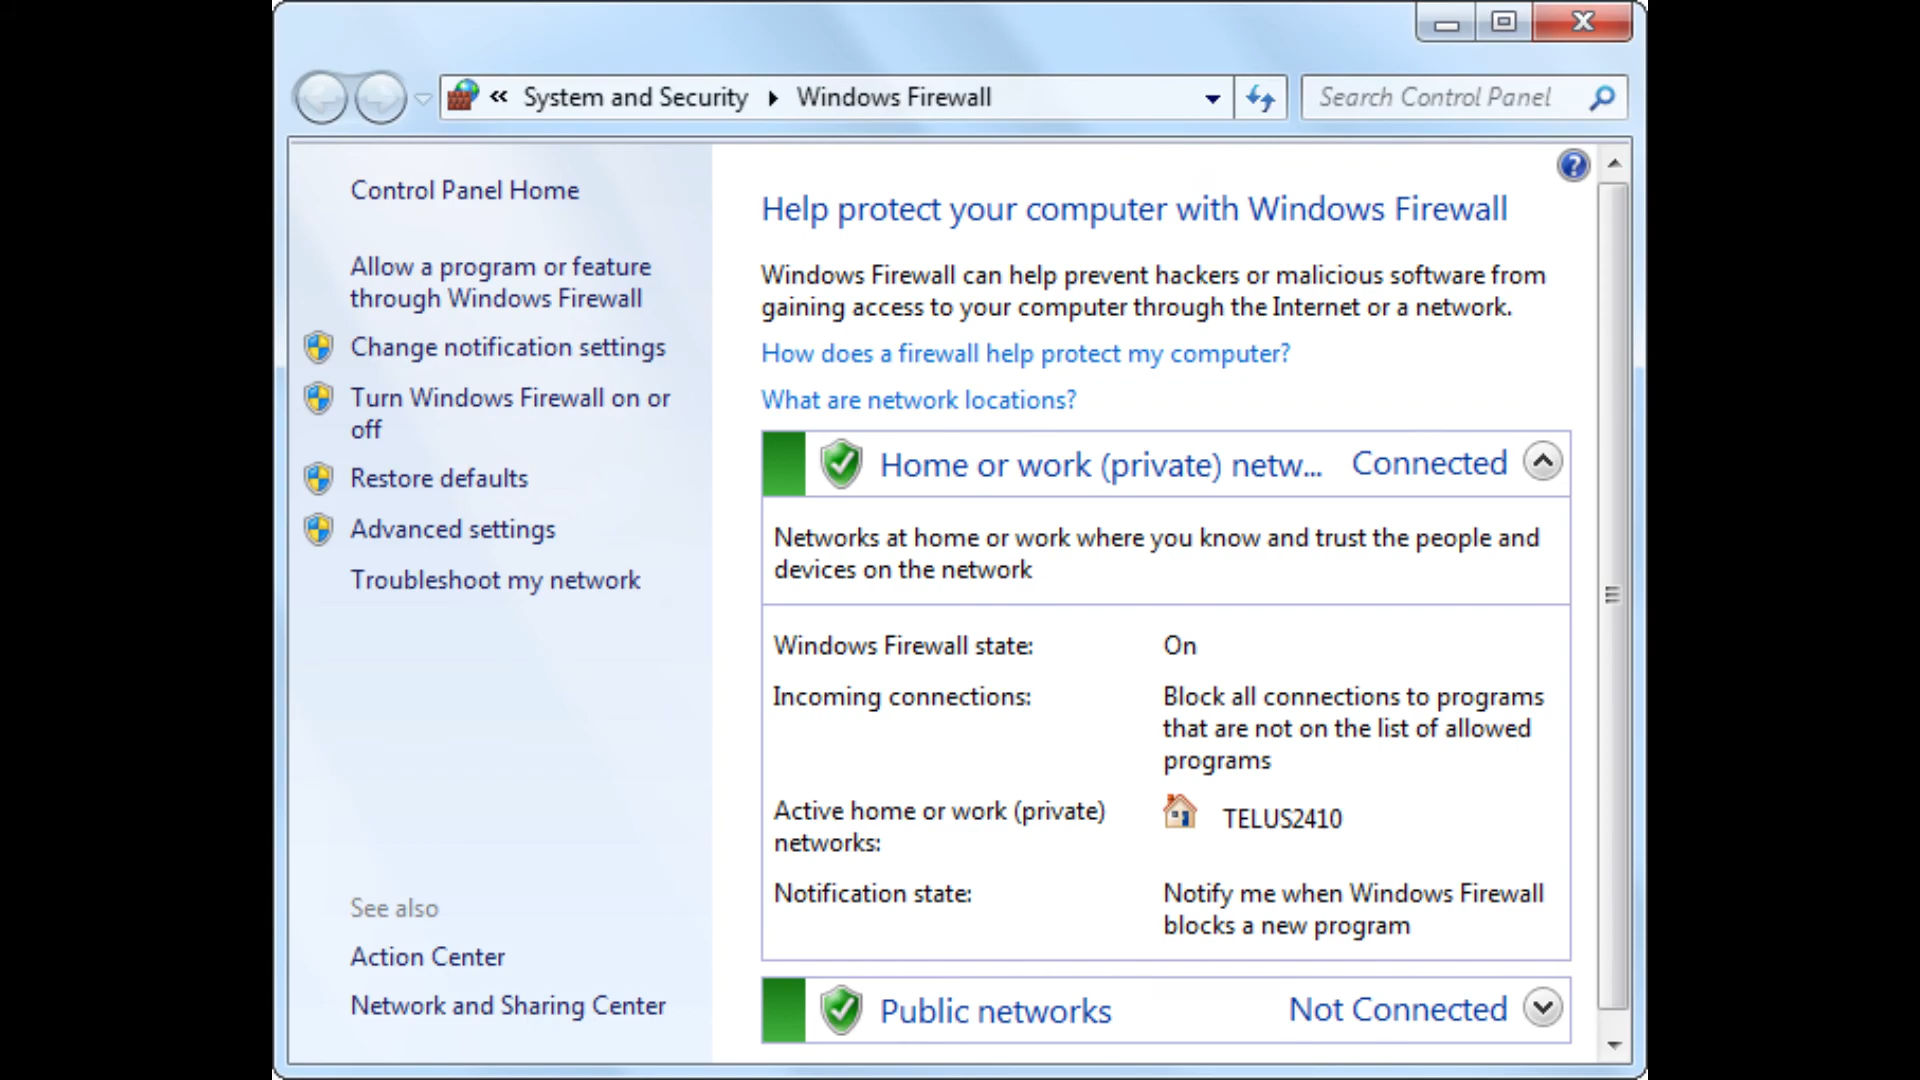 « System and Security ▸ Windows Firewall
Search Control Panel
Control Panel Home
Allow a program or feature
through Windows Firewall
Change notification settings
Turn Windows Firewall on or
off
Restore defaults
Advanced settings
Troubleshoot my network
See also
Action Center
Network and Sharing Center
Help protect your computer with Windows Firewall
Windows Firewall can help prevent hackers or malicious software from
gaining access to your computer through the Internet or a network.
How does a firewall help protect my computer?
What are network locations?
Home or work (private) netw... Connected
Networks at home or work where you know and trust the people and
devices on the network
Windows Firewall state: On
Incoming connections: Block all connections to programs
that are not on the list of allowed
programs
Active home or work (private)
networks:
TELUS2410
Notification state: Notify me when Windows Firewall
blocks a new program
Public networks Not Connected